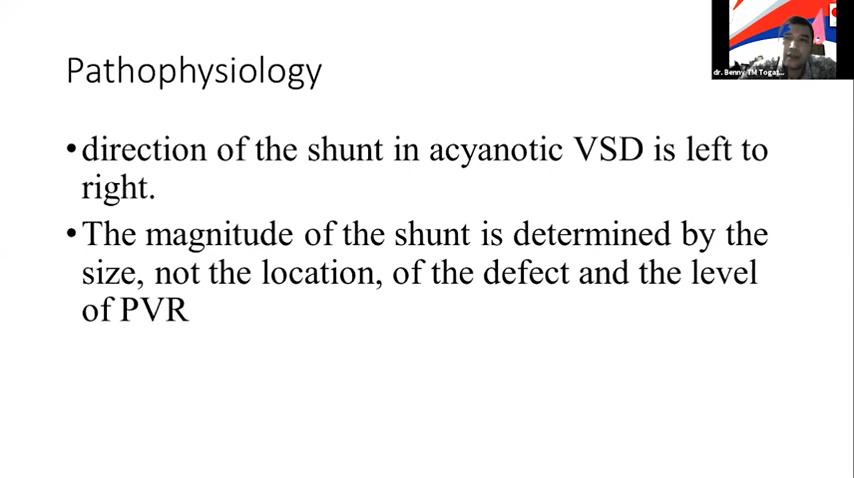 dr. Benny TM Togat...
Pathophysiology
•direction of the shunt in acyanotic VSD is left to
right.
•The magnitude of the shunt is determined by the
size, not the location, of the defect and the level
of PVR